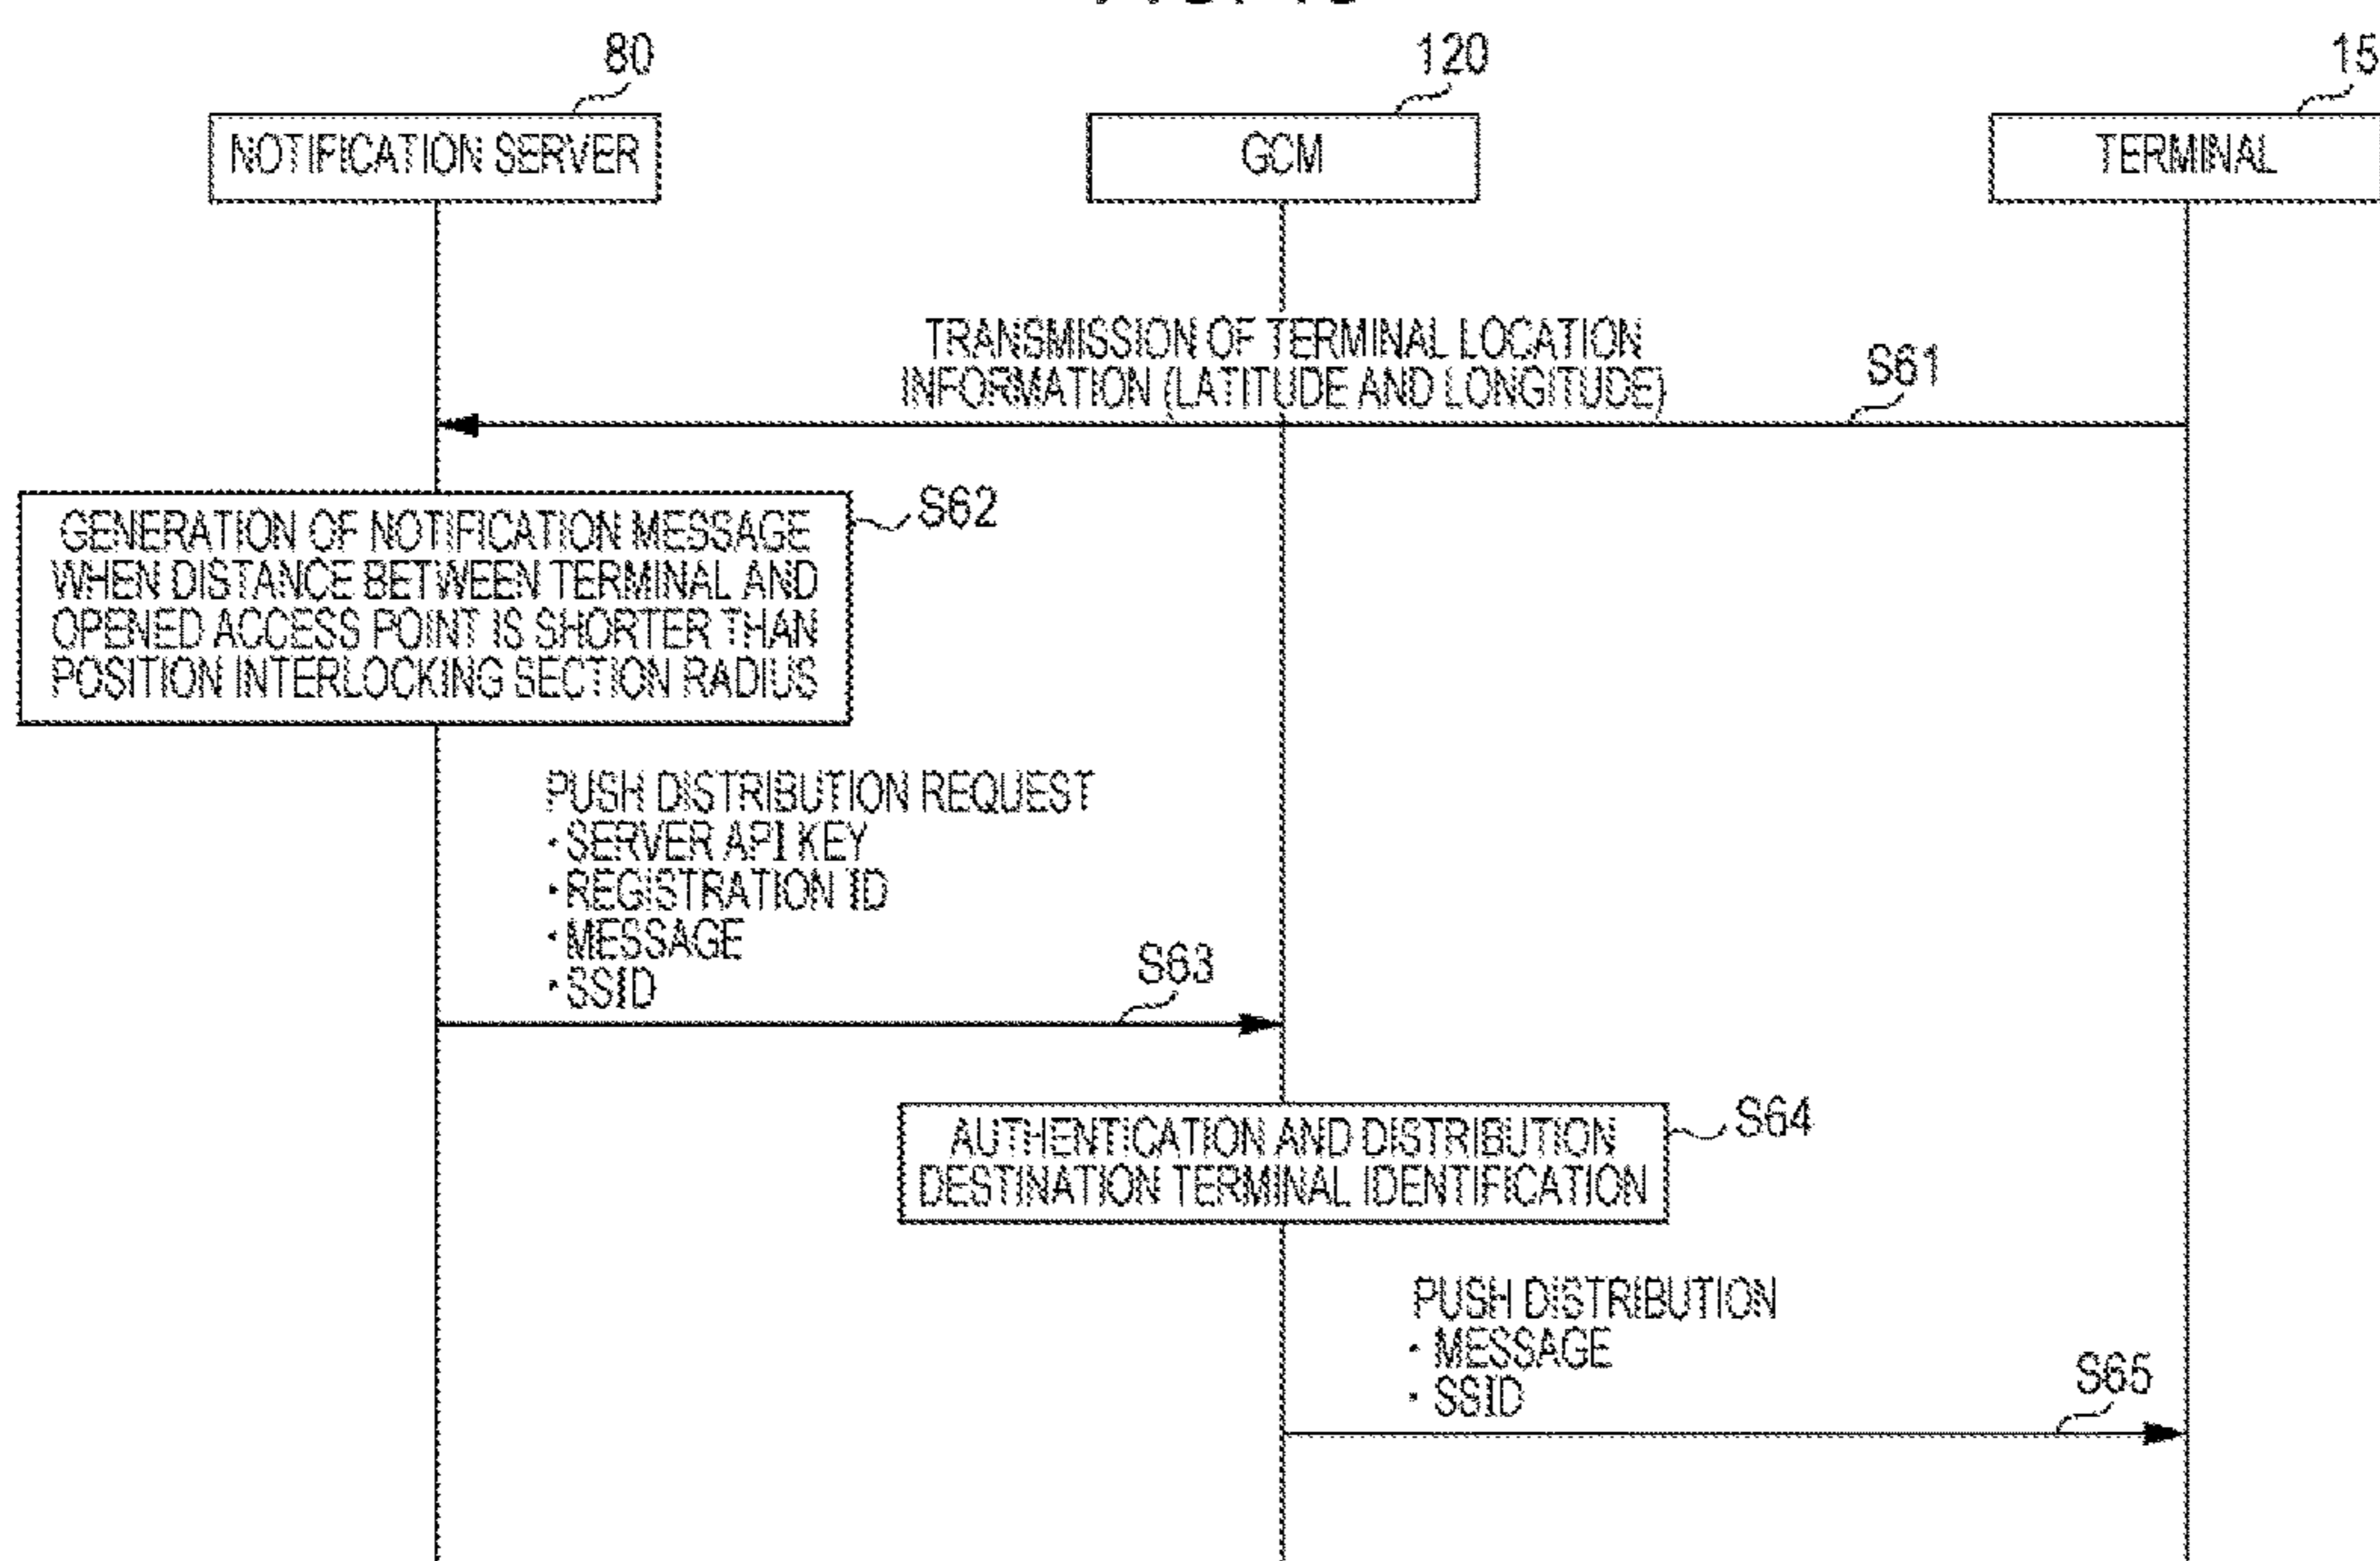 80
120
15
NOTIFICATION SERVER
GCM
TERMINAL
TRANSMISSION OF TERMINAL LOCATION
INFORMATION (LATITUDE AND LONGITUDE)
S61
GENERATION OF NOTIFICATION MESSAGE
WHEN DISTANCE BETWEEN TERMINAL AND
OPENED ACCESS POINT IS SHORTER THAN
POSITION INTERLOCKING SECTION RADIUS
S62
PUSH DISTRIBUTION REQUEST
・SERVER API KEY
・REGISTRATION ID
・MESSAGE
・SSID
S63
AUTHENTICATION AND DISTRIBUTION
DESTINATION TERMINAL IDENTIFICATION
S64
PUSH DISTRIBUTION
・MESSAGE
・SSID
S65